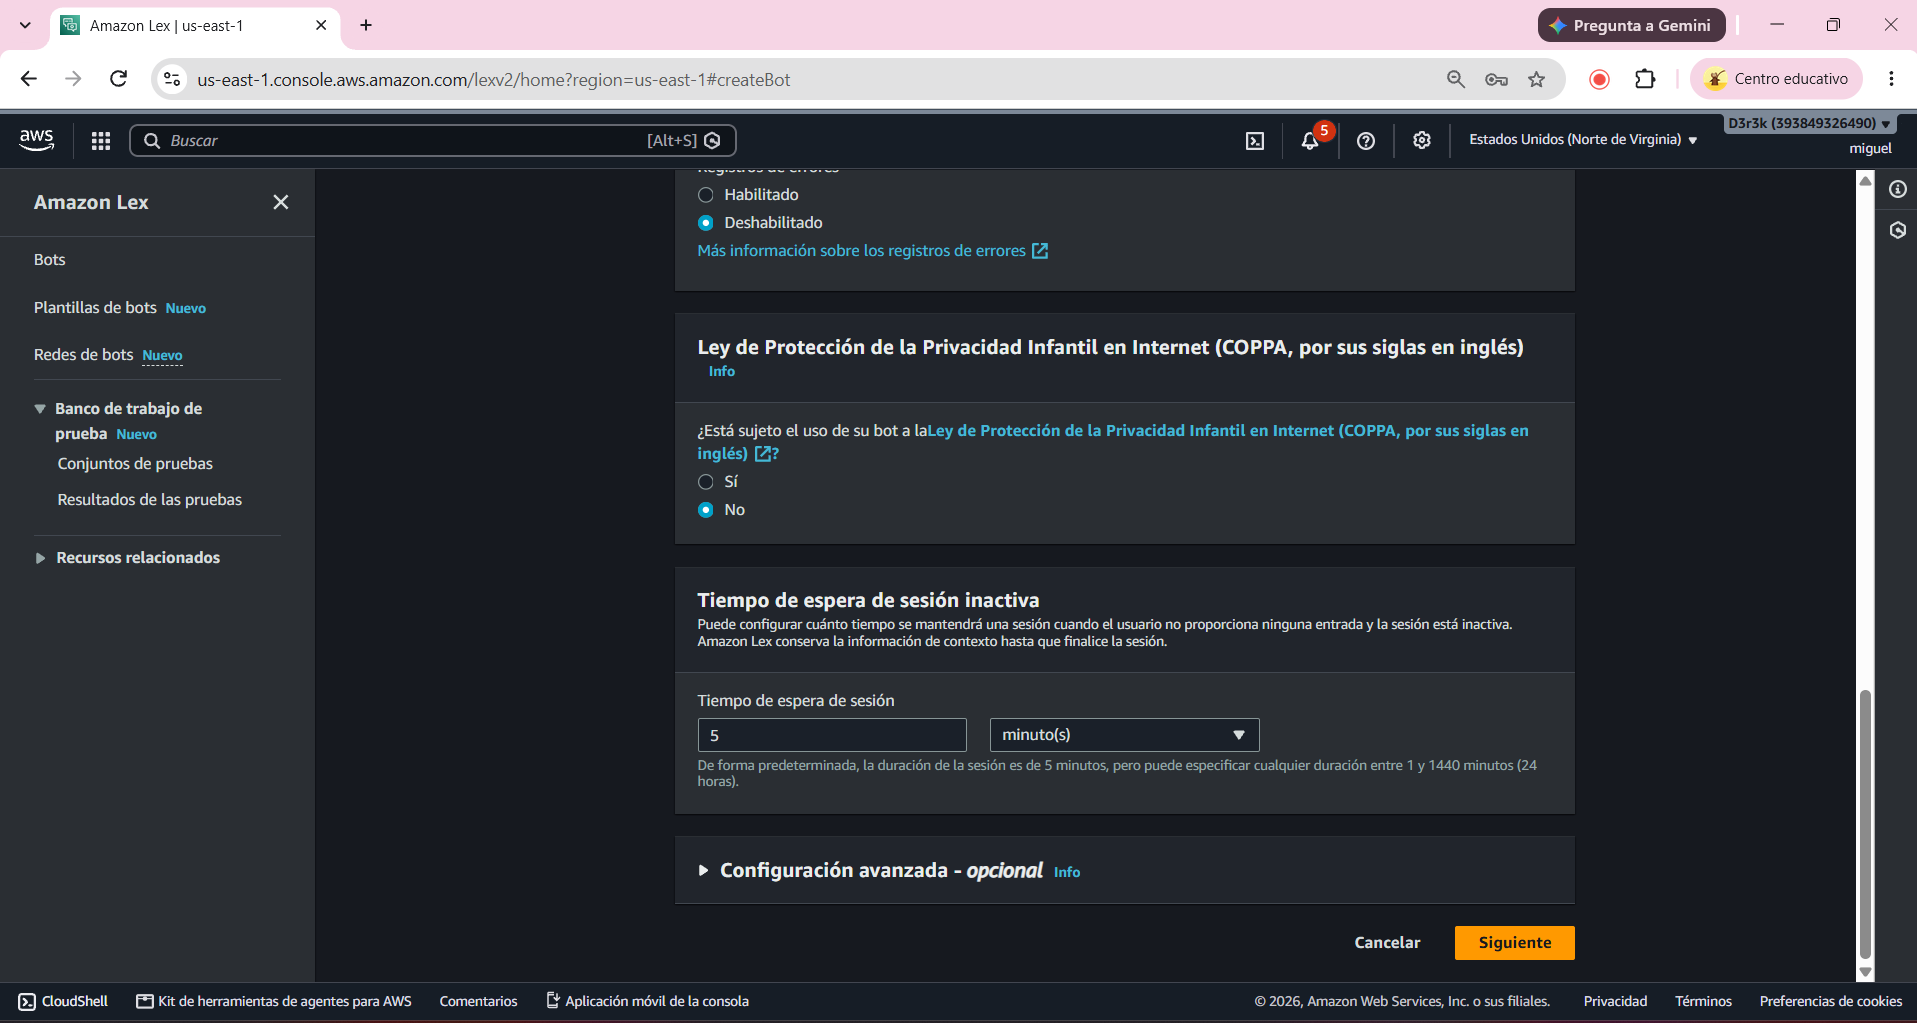 Amazon Lex | us-east-1
Pregunta a Gemini
us-east-1.console.aws.amazon.com/lexv2/home?region=us-east-1#createBot
Centro educativo
aws
Buscar
[Alt+S]
5
Estados Unidos (Norte de Virginia)
D3r3k (393849326490)
miguel
Amazon Lex
Bots
Plantillas de bots Nuevo
Redes de bots Nuevo
Banco de trabajo de
prueba Nuevo
Conjuntos de pruebas
Resultados de las pruebas
Recursos relacionados
Registros de errores
Habilitado
Deshabilitado
Más información sobre los registros de errores
Ley de Protección de la Privacidad Infantil en Internet (COPPA, por sus siglas en inglés)
Info
¿Está sujeto el uso de su bot a laLey de Protección de la Privacidad Infantil en Internet (COPPA, por sus siglas en
inglés) ?
Sí
No
Tiempo de espera de sesión inactiva
Puede configurar cuánto tiempo se mantendrá una sesión cuando el usuario no proporciona ninguna entrada y la sesión está inactiva.
Amazon Lex conserva la información de contexto hasta que finalice la sesión.
Tiempo de espera de sesión
5
minuto(s)
De forma predeterminada, la duración de la sesión es de 5 minutos, pero puede especificar cualquier duración entre 1 y 1440 minutos (24
horas).
Configuración avanzada - opcional Info
Cancelar
Siguiente
CloudShell
Kit de herramientas de agentes para AWS
Comentarios
Aplicación móvil de la consola
© 2026, Amazon Web Services, Inc. o sus filiales.
Privacidad
Términos
Preferencias de cookies